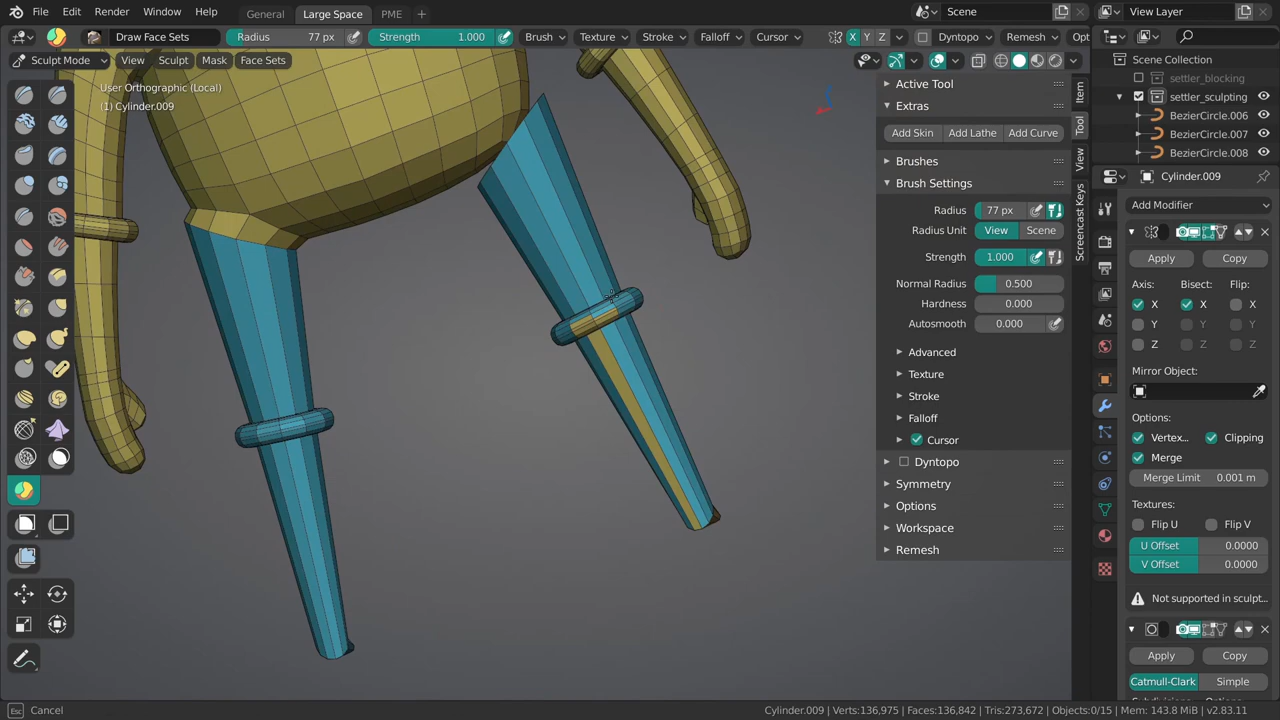 File Edit Render Window Help General Large Space PME + Scene View Layer
Draw Face Sets Radius 77 px Strength 1.000 Brush Texture Stroke Falloff Cursor X Y Z Dyntopo Remesh Opt
Sculpt Mode View Sculpt Mask Face Sets
User Orthographic (Local)
(1) Cylinder.009
Active Tool
Extras
Add Skin Add Lathe Add Curve
Brushes
Brush Settings
Radius 77 px
Radius Unit View Scene
Strength 1.000
Normal Radius 0.500
Hardness 0.000
Autosmooth 0.000
Advanced
Texture
Stroke
Falloff
Cursor
Dyntopo
Symmetry
Options
Workspace
Remesh
Item
Tool
View
Screencast Keys
Scene Collection
settler_blocking
settler_sculpting
BezierCircle.006
BezierCircle.007
BezierCircle.008
Cylinder.009
Add Modifier
Apply Copy
Axis: Bisect: Flip:
X X X
Y Y Y
Z Z Z
Mirror Object:
Options:
Vertex... Clipping
Merge
Merge Limit 0.001 m
Textures:
Flip U Flip V
U Offset 0.0000
V Offset 0.0000
Not supported in sculpt...
Apply Copy
Catmull-Clark Simple
Esc Cancel Cylinder.009 | Verts:136,975 | Faces:136,842 | Tris:273,672 | Objects:0/15 | Mem: 143.8 MiB | v2.83.11